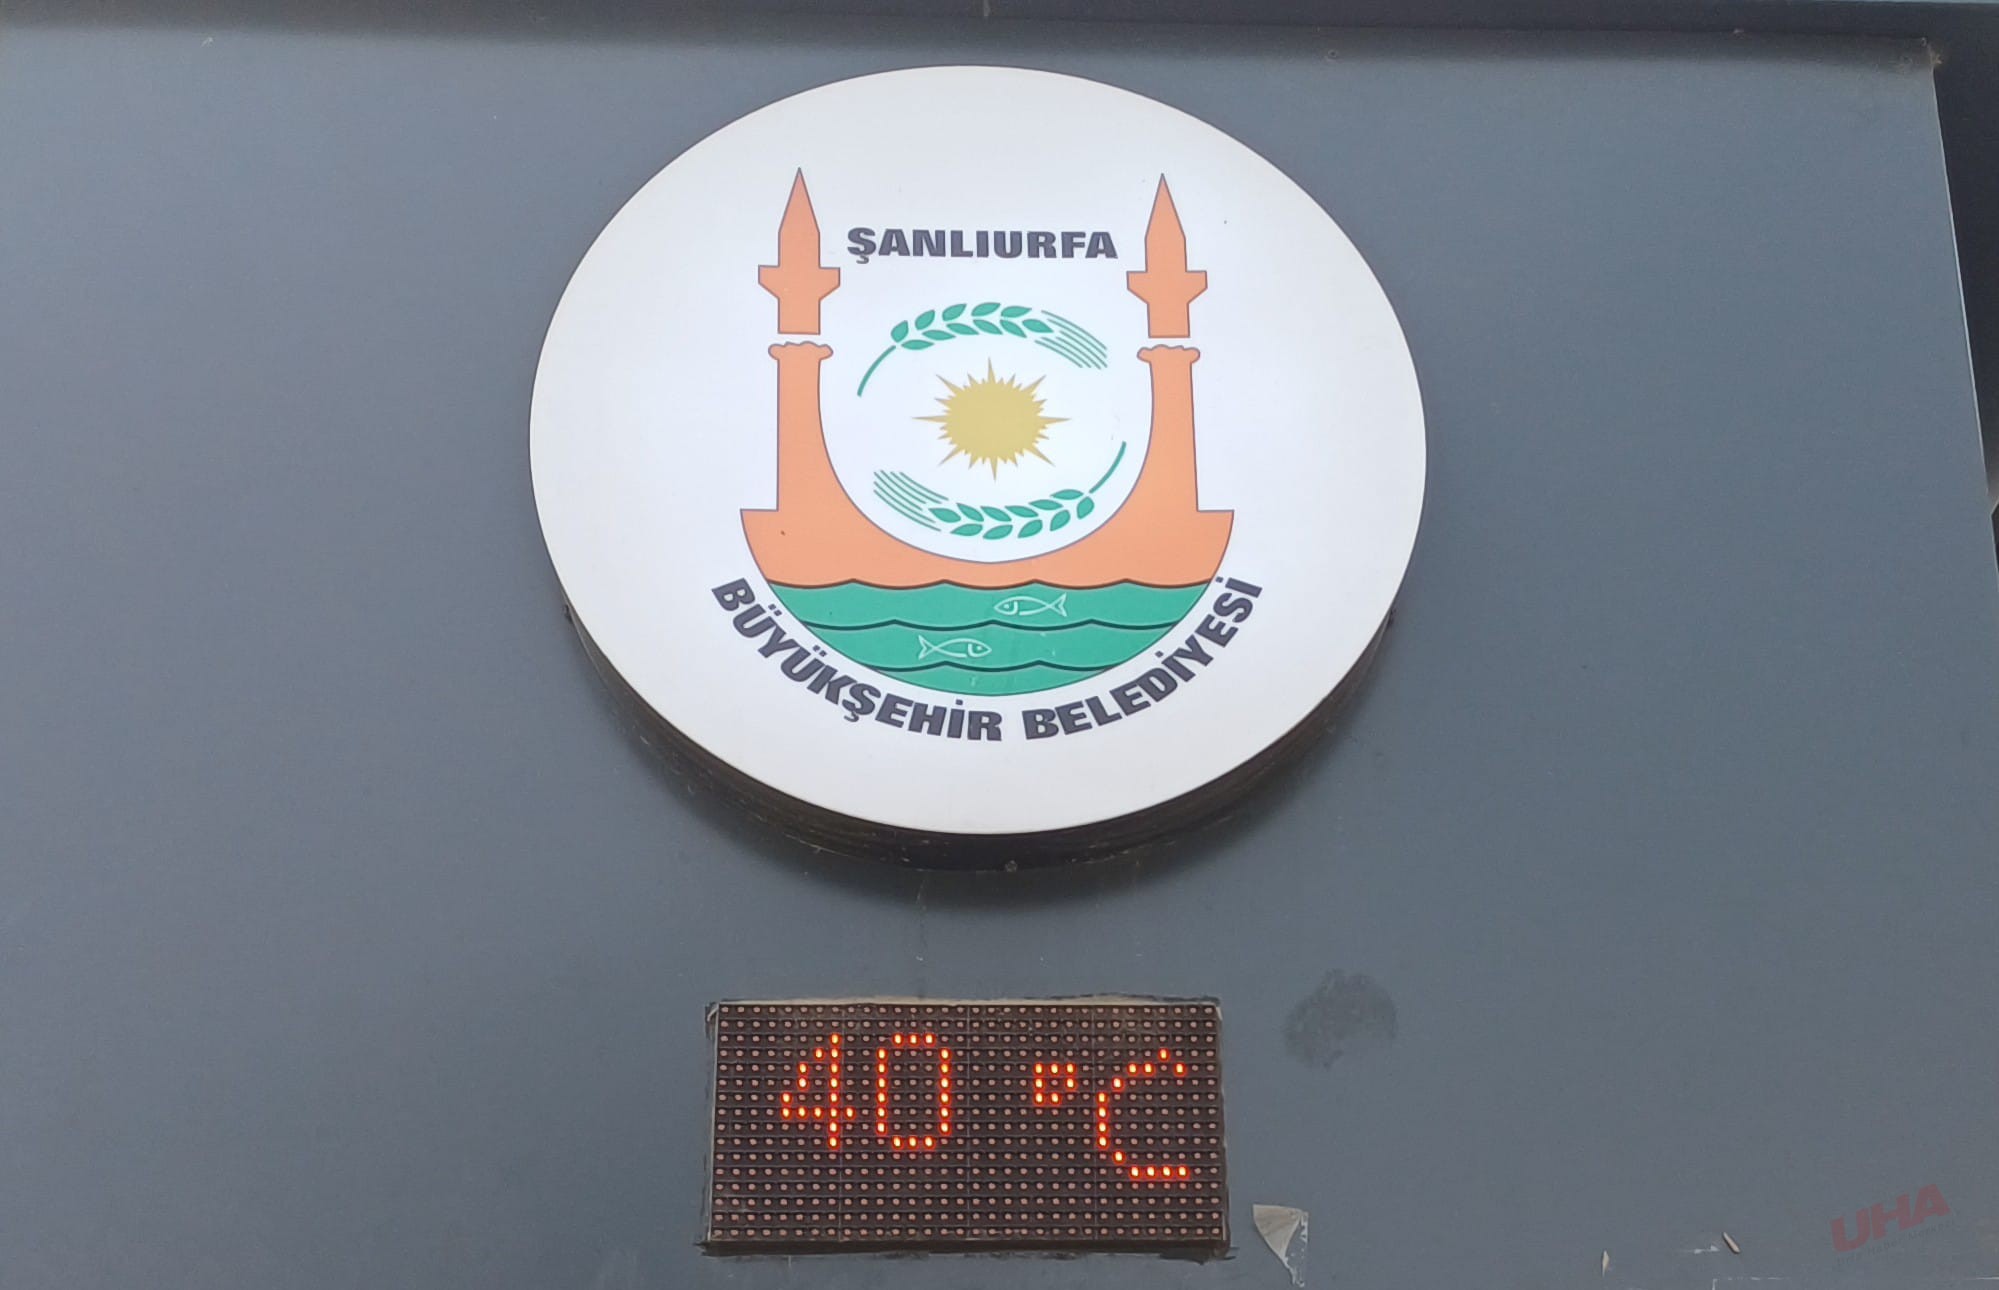 ŞANLIURFA
BÜYÜKŞEHİR BELEDİYESİ
40 °C
UHA